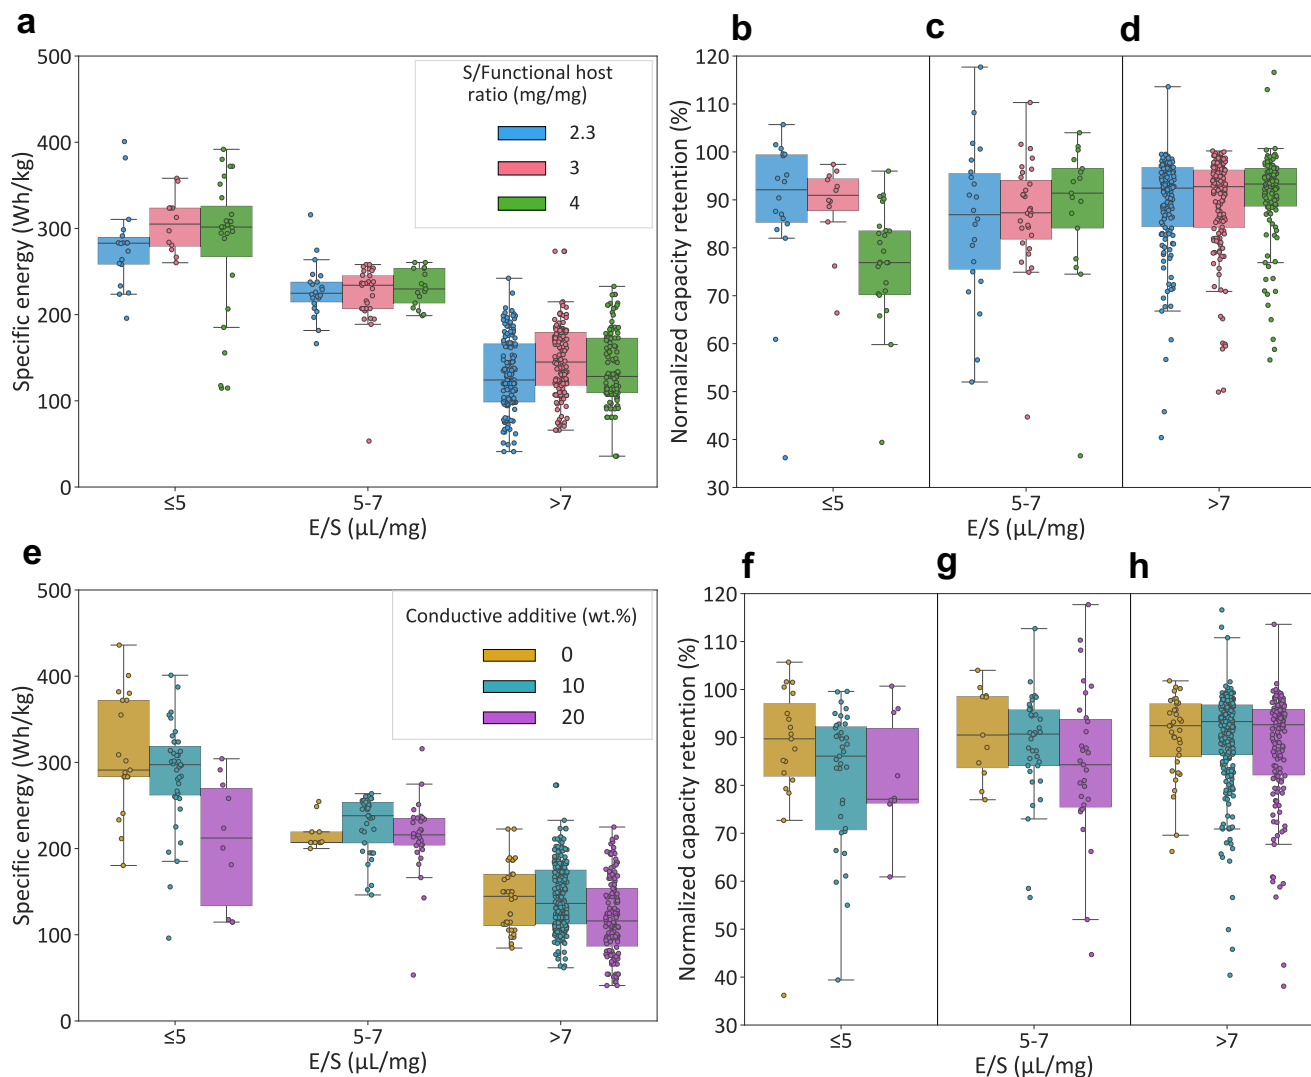 a
Specific energy (Wh/kg)
500
400
300
200
100
0
S/Functional host
ratio (mg/mg)
2.3
3
4
≤5
5-7
>7
E/S (µL/mg)
b
c
d
Normalized capacity retention (%)
120
110
100
90
80
70
60
50
40
30
≤5
5-7
>7
E/S (µL/mg)
e
Specific energy (Wh/kg)
500
400
300
200
100
0
Conductive additive (wt.%)
0
10
20
≤5
5-7
>7
E/S (µL/mg)
f
g
h
Normalized capacity retention (%)
120
110
100
90
80
70
60
50
40
30
≤5
5-7
>7
E/S (µL/mg)